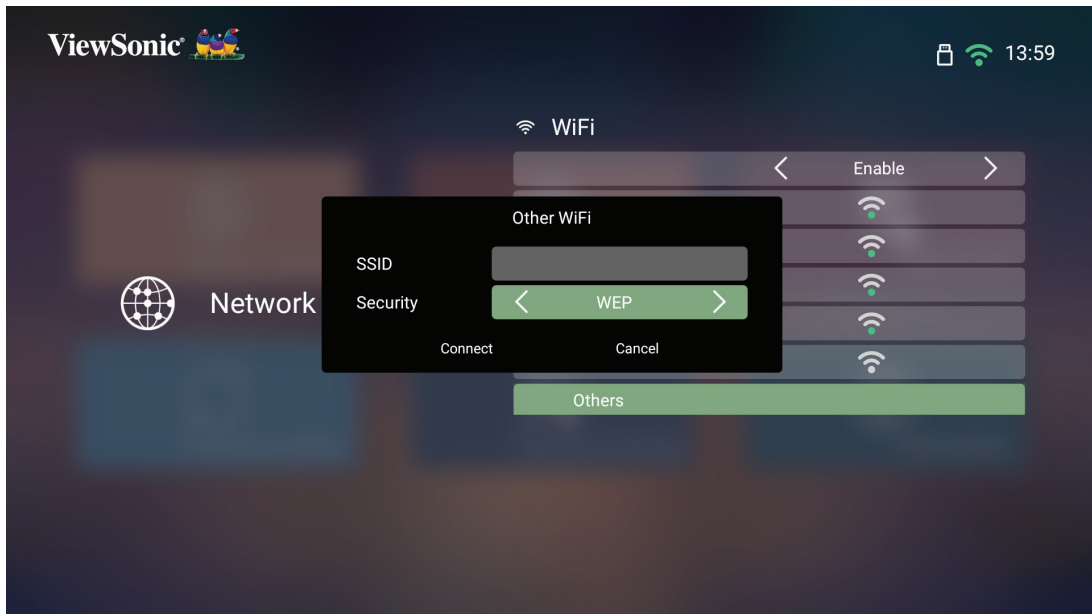 ViewSonic®
13:59
WiFi
Enable
Other WiFi
SSID
Network
Security
WEP
Connect
Cancel
Others